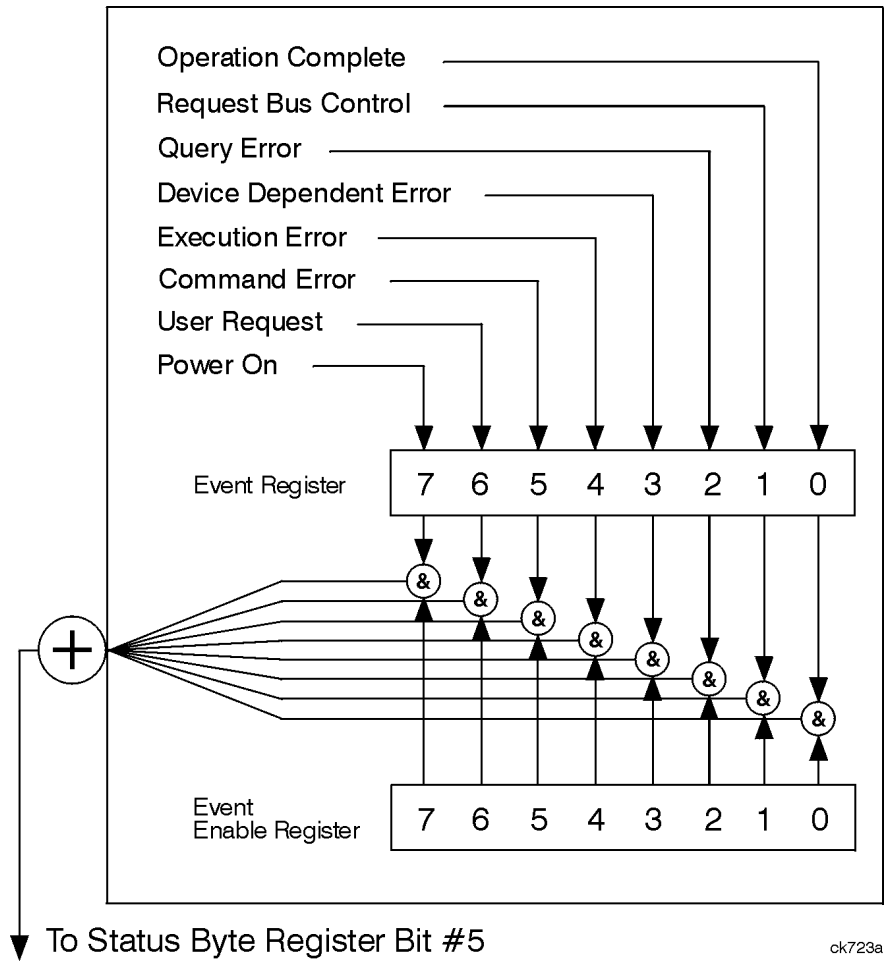 Operation Complete
Request Bus Control
Query Error
Device Dependent Error
Execution Error
Command Error
User Request
Power On
Event Register 7 6 5 4 3 2 1 0
&
&
&
&
+
&
&
&
&
Event
Enable Register 7 6 5 4 3 2 1 0
To Status Byte Register Bit #5
ck723a